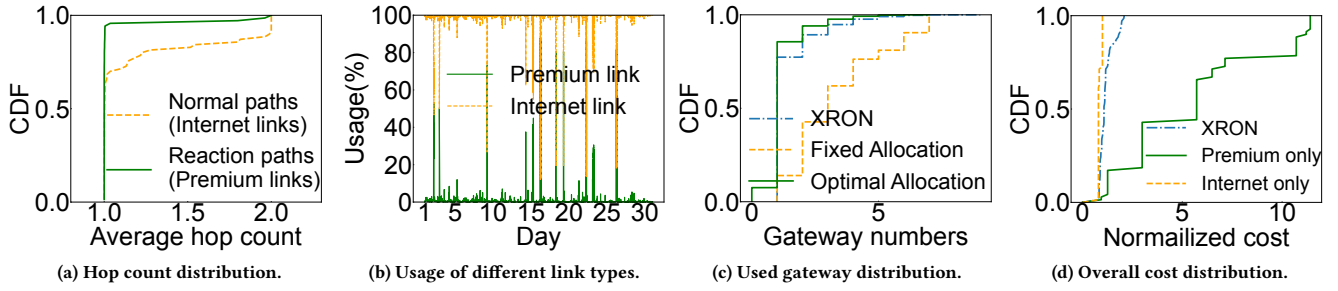 CDF
1.0
0.5
0.0
Normal paths
(Internet links)
Reaction paths
(Premium links)
1.0 1.5 2.0
Average hop count
(a) Hop count distribution.
Usage(%)
100
80
60
40
20
0
Premium link
Internet link
1 5 10 15 20 25 30
Day
(b) Usage of different link types.
CDF
1.0
0.5
0.0
XRON
Fixed Allocation
Optimal Allocation
0 5
Gateway numbers
(c) Used gateway distribution.
CDF
1.0
0.5
0.0
XRON
Premium only
Internet only
0 5 10
Normailized cost
(d) Overall cost distribution.